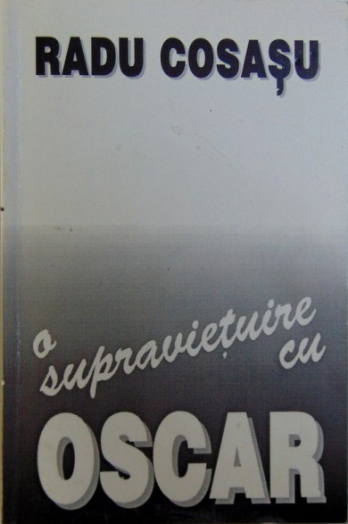 RADU COSAȘU
o
supraviețuire
cu
OSCAR